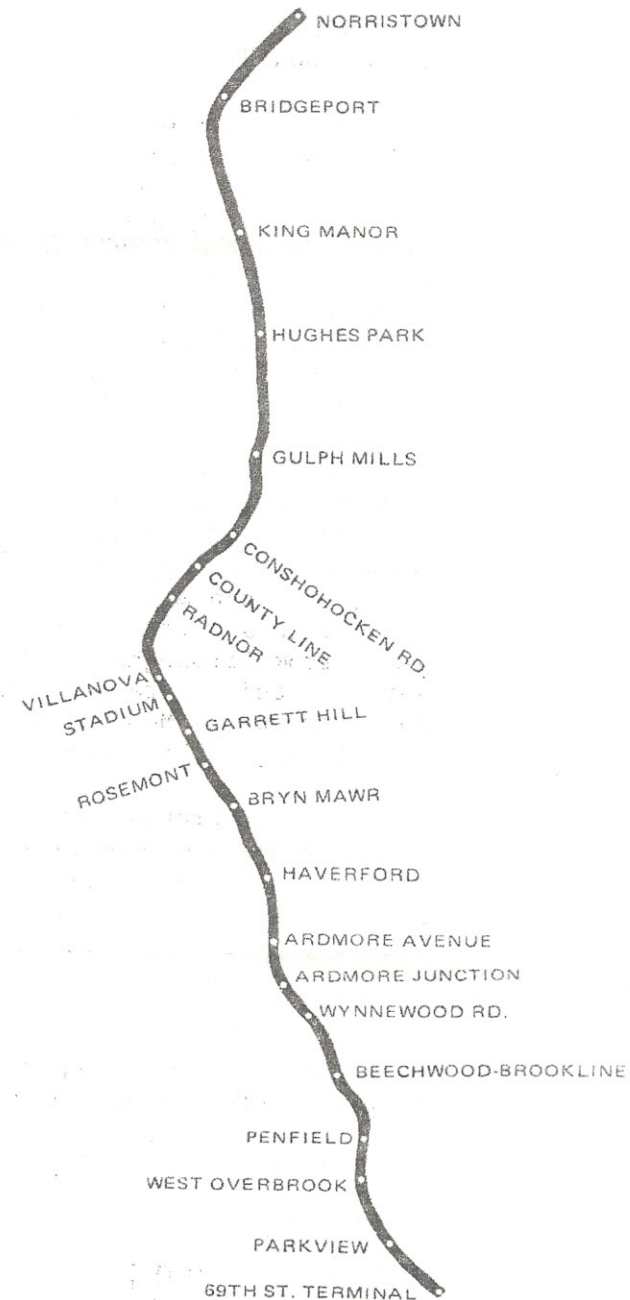 NORRISTOWN
BRIDGEPORT
KING MANOR
HUGHES PARK
GULPH MILLS
CONSHOHOCKEN RD.
COUNTY LINE
RADNOR
VILLANOVA
STADIUM
GARRETT HILL
ROSEMONT
BRYN MAWR
HAVERFORD
ARDMORE AVENUE
ARDMORE JUNCTION
WYNNEWOOD RD.
BEECHWOOD-BROOKLINE
PENFIELD
WEST OVERBROOK
PARKVIEW
69TH ST. TERMINAL